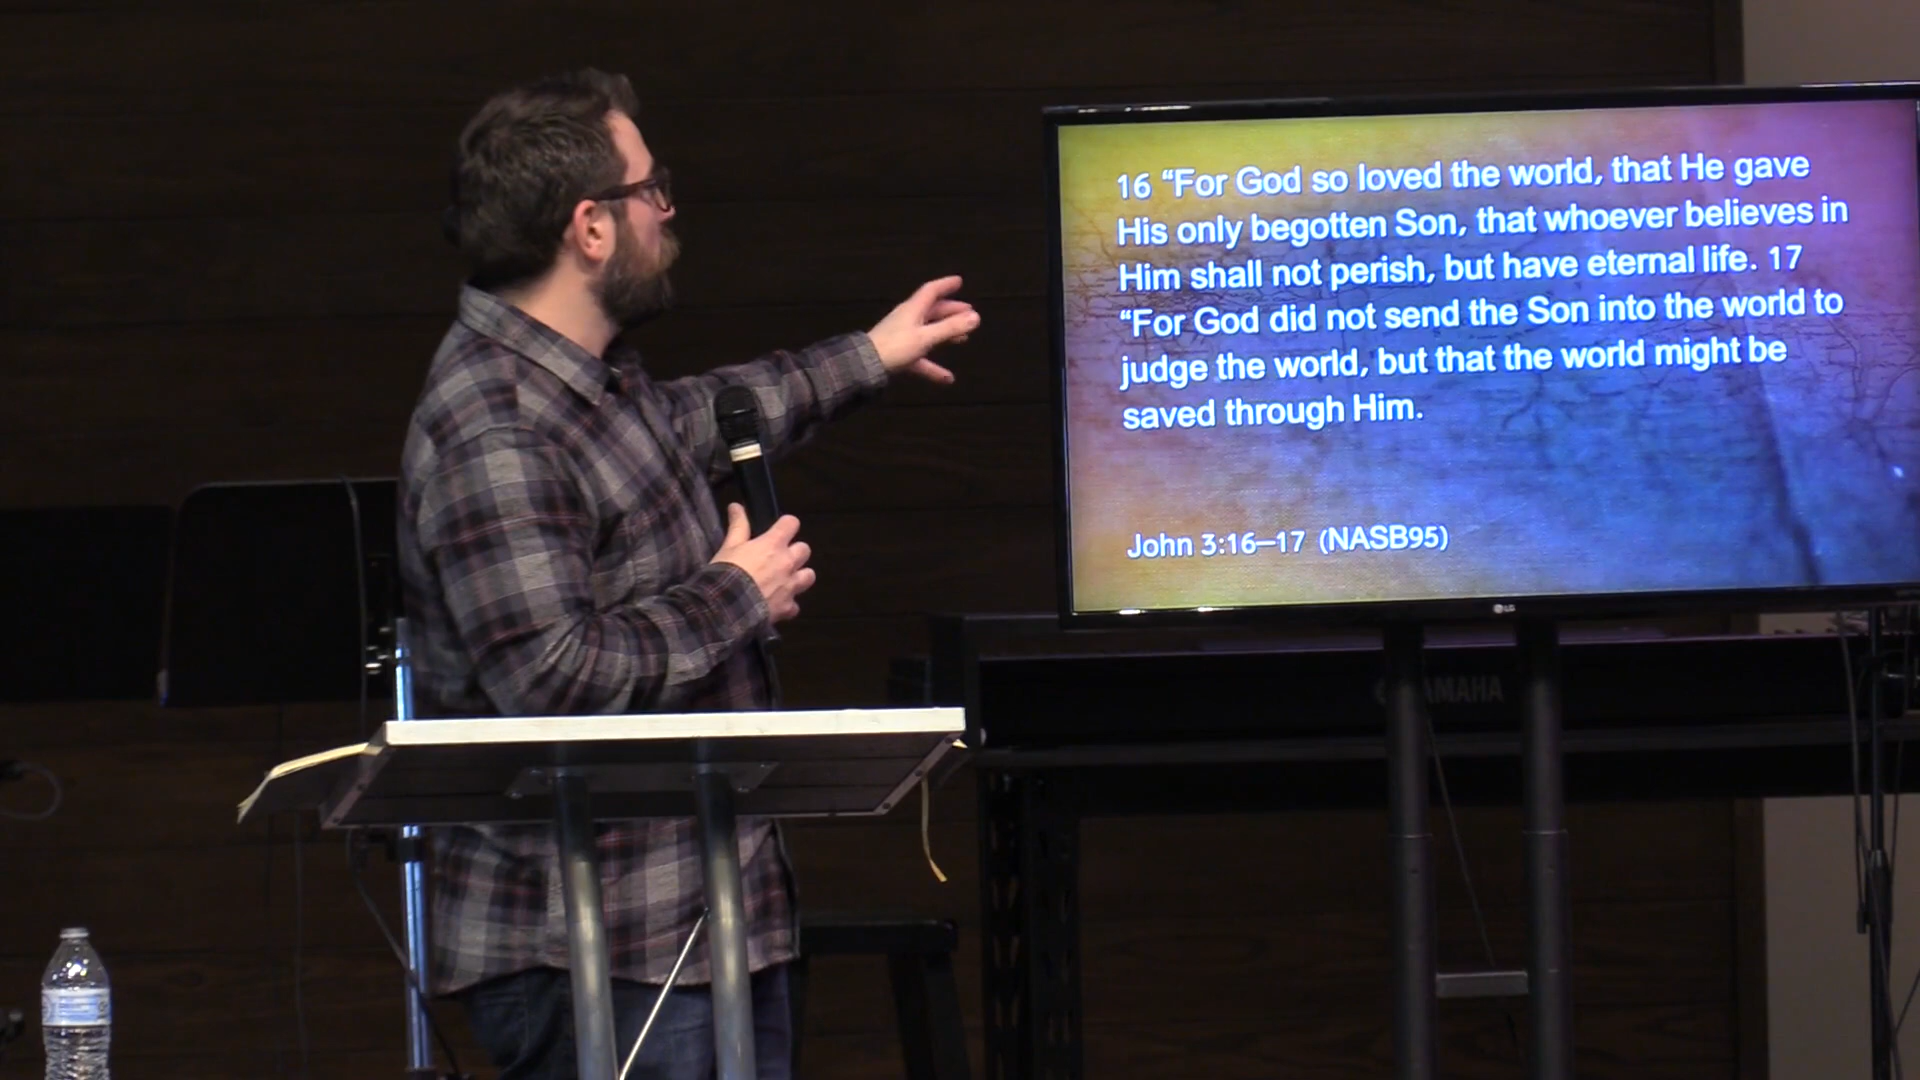 16 “For God so loved the world, that He gave
His only begotten Son, that whoever believes in
Him shall not perish, but have eternal life. 17
“For God did not send the Son into the world to
judge the world, but that the world might be
saved through Him.
John 3:16–17 (NASB95)
LG
YAMAHA